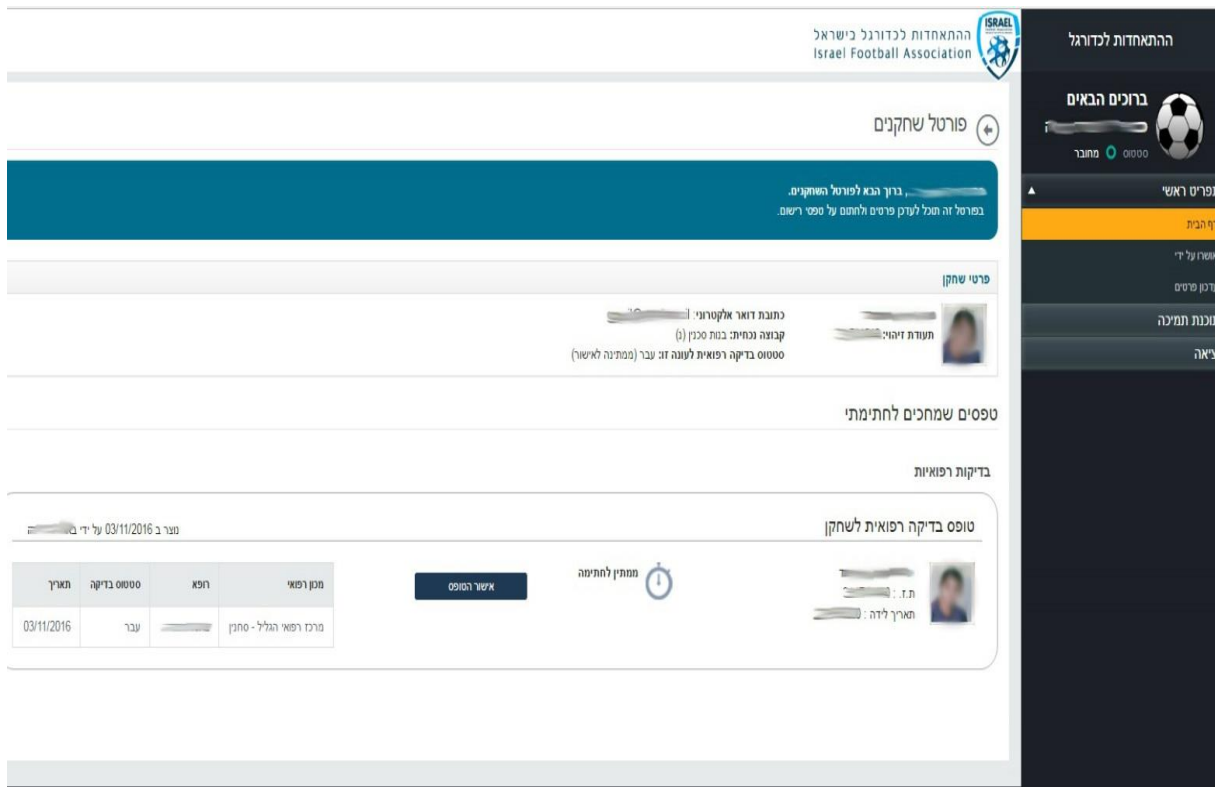 ההתאחדות לכדורגל
ברוכים הבאים
סטטוס מחובר
תפריט ראשי
דף הבית
אושרו על ידי
עדכון פרטים
תוכנת תמיכה
יציאה
ISRAEL
ההתאחדות לכדורגל בישראל
Israel Football Association
פורטל שחקנים
, ברוך הבא לפורטל השחקנים.
בפורטל זה תוכל לעדכן פרטים ולחתום על טפסי רישום.
פרטי שחקן
תעודת זיהוי:
כתובת דואר אלקטרוני:
קבוצה נכחית: בנות סכנין (נ)
סטטוס בדיקה רפואית לעונה זו: עבר (ממתינה לאישור)
טפסים שמחכים לחתימתי
בדיקות רפואיות
טופס בדיקה רפואית לשחקן
נוצר ב 03/11/2016 על ידי
ת.ז. :
תאריך לידה :
ממתין לחתימה
אישור הטופס
מכון רפואי רופא סטטוס בדיקה תאריך
מרכז רפואי הגליל - סחנין עבר 03/11/2016